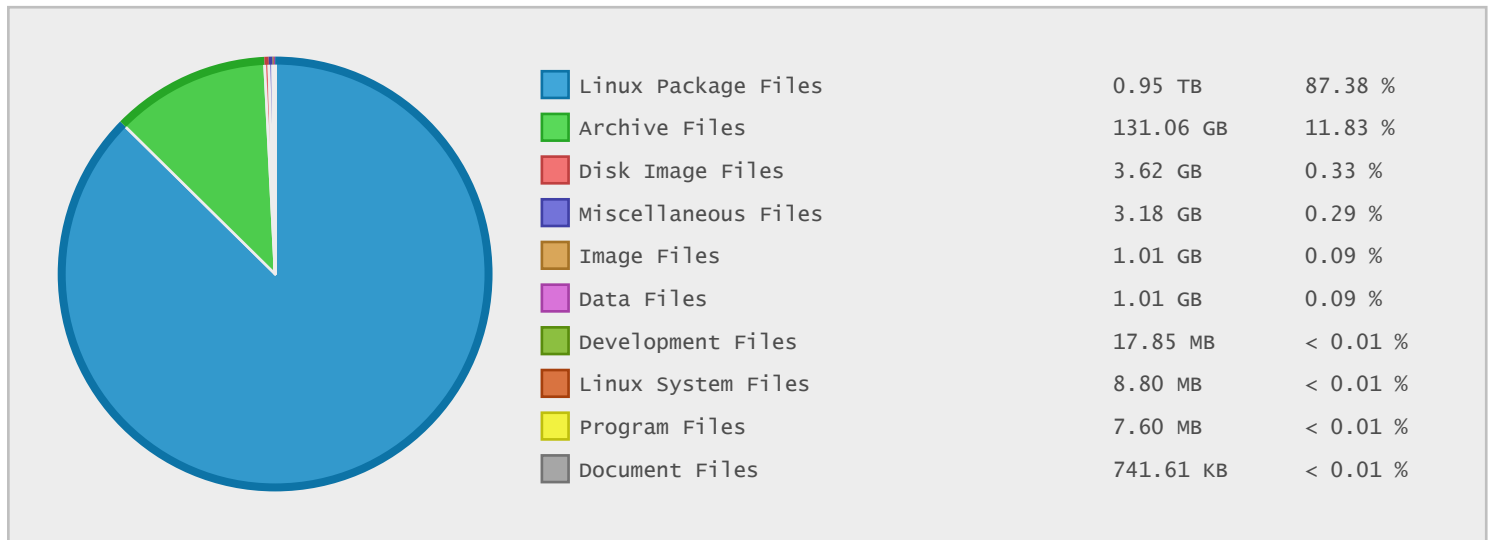 Linux Package Files 0.95 TB 87.38 %
Archive Files 131.06 GB 11.83 %
Disk Image Files 3.62 GB 0.33 %
Miscellaneous Files 3.18 GB 0.29 %
Image Files 1.01 GB 0.09 %
Data Files 1.01 GB 0.09 %
Development Files 17.85 MB < 0.01 %
Linux System Files 8.80 MB < 0.01 %
Program Files 7.60 MB < 0.01 %
Document Files 741.61 KB < 0.01 %